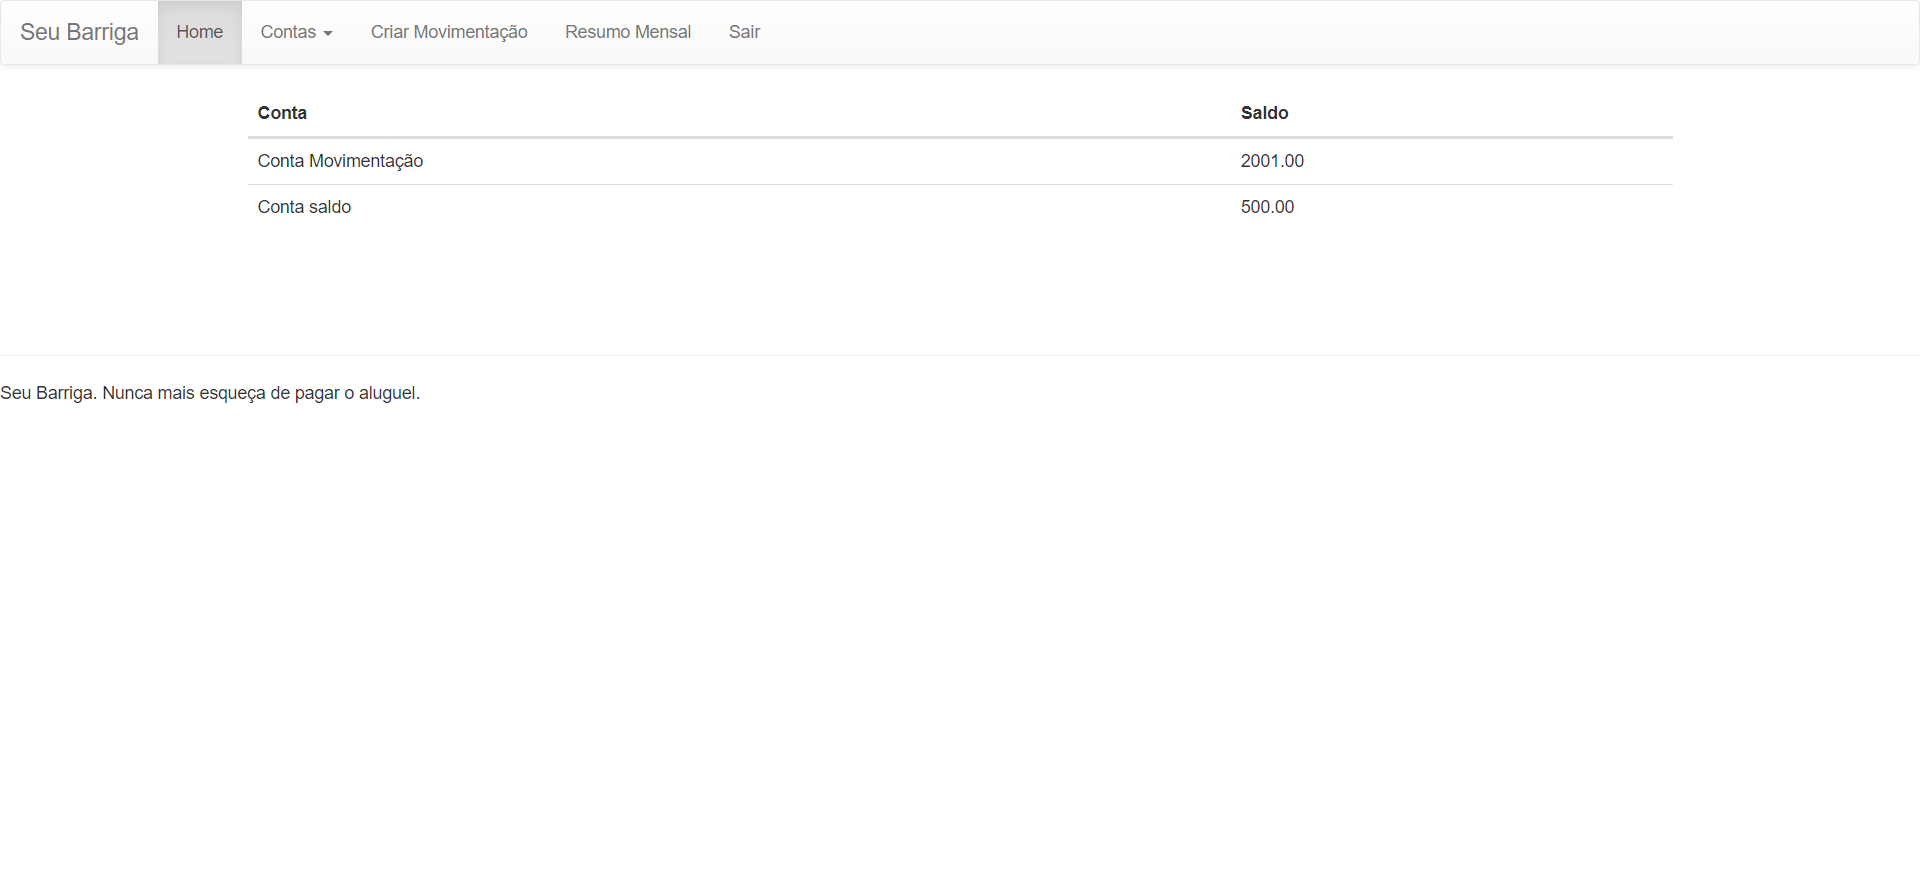 Seu Barriga Home Contas Criar Movimentação Resumo Mensal Sair
Conta Saldo
Conta Movimentação 2001.00
Conta saldo 500.00
Seu Barriga. Nunca mais esqueça de pagar o aluguel.